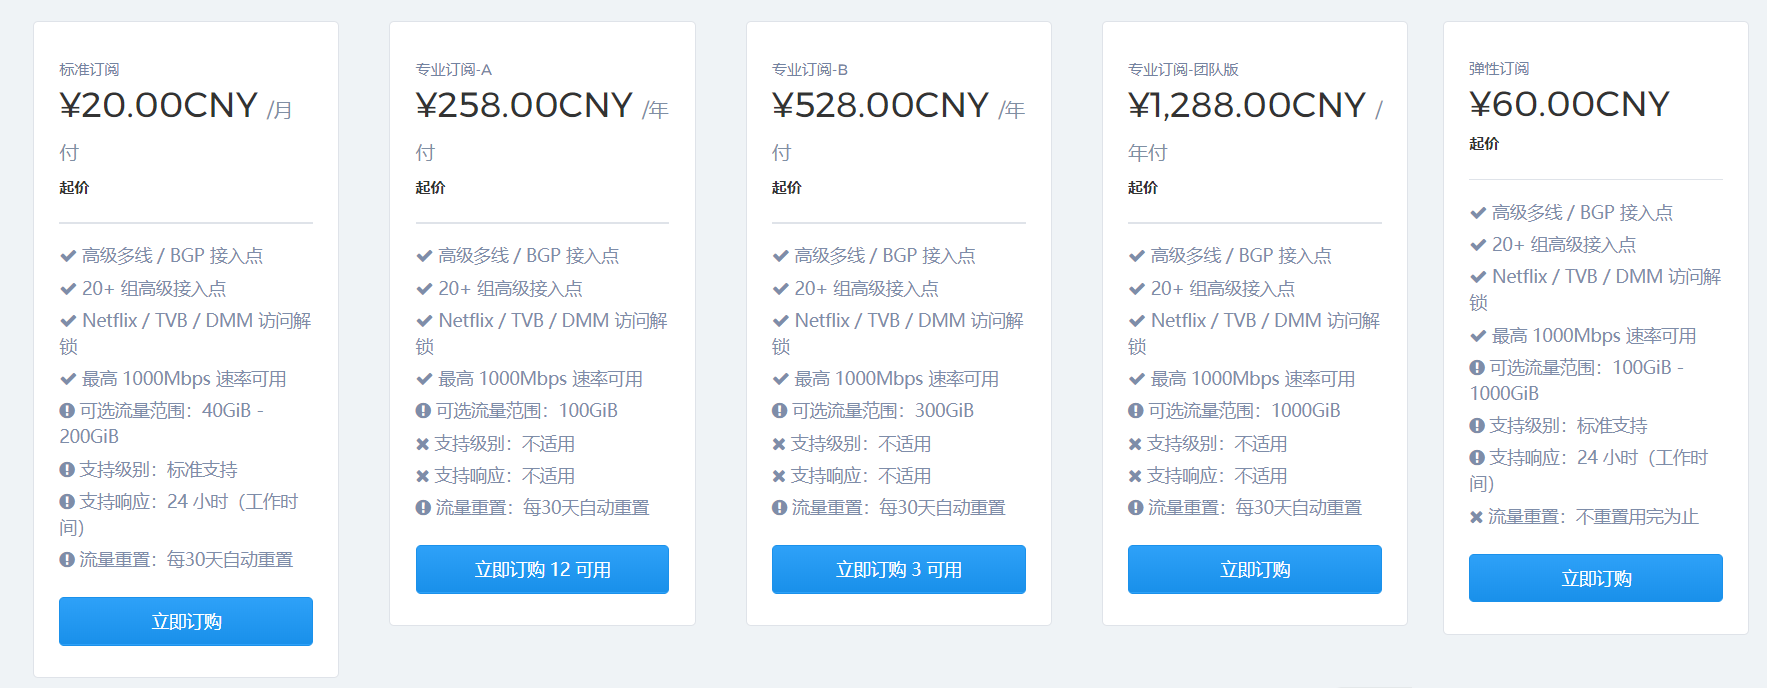 标准订阅
¥20.00CNY /月
付
起价
高级多线 / BGP 接入点
20+ 组高级接入点
Netflix / TVB / DMM 访问解
锁
最高 1000Mbps 速率可用
可选流量范围：40GiB -
200GiB
支持级别：标准支持
支持响应：24 小时（工作时
间）
流量重置：每30天自动重置
立即订购
专业订阅-A
¥258.00CNY /年
付
起价
高级多线 / BGP 接入点
20+ 组高级接入点
Netflix / TVB / DMM 访问解
锁
最高 1000Mbps 速率可用
可选流量范围：100GiB
支持级别：不适用
支持响应：不适用
流量重置：每30天自动重置
立即订购 12 可用
专业订阅-B
¥528.00CNY /年
付
起价
高级多线 / BGP 接入点
20+ 组高级接入点
Netflix / TVB / DMM 访问解
锁
最高 1000Mbps 速率可用
可选流量范围：300GiB
支持级别：不适用
支持响应：不适用
流量重置：每30天自动重置
立即订购 3 可用
专业订阅-团队版
¥1,288.00CNY /
年付
起价
高级多线 / BGP 接入点
20+ 组高级接入点
Netflix / TVB / DMM 访问解
锁
最高 1000Mbps 速率可用
可选流量范围：1000GiB
支持级别：不适用
支持响应：不适用
流量重置：每30天自动重置
立即订购
弹性订阅
¥60.00CNY
起价
高级多线 / BGP 接入点
20+ 组高级接入点
Netflix / TVB / DMM 访问解
锁
最高 1000Mbps 速率可用
可选流量范围：100GiB -
1000GiB
支持级别：标准支持
支持响应：24 小时（工作时
间）
流量重置：不重置用完为止
立即订购